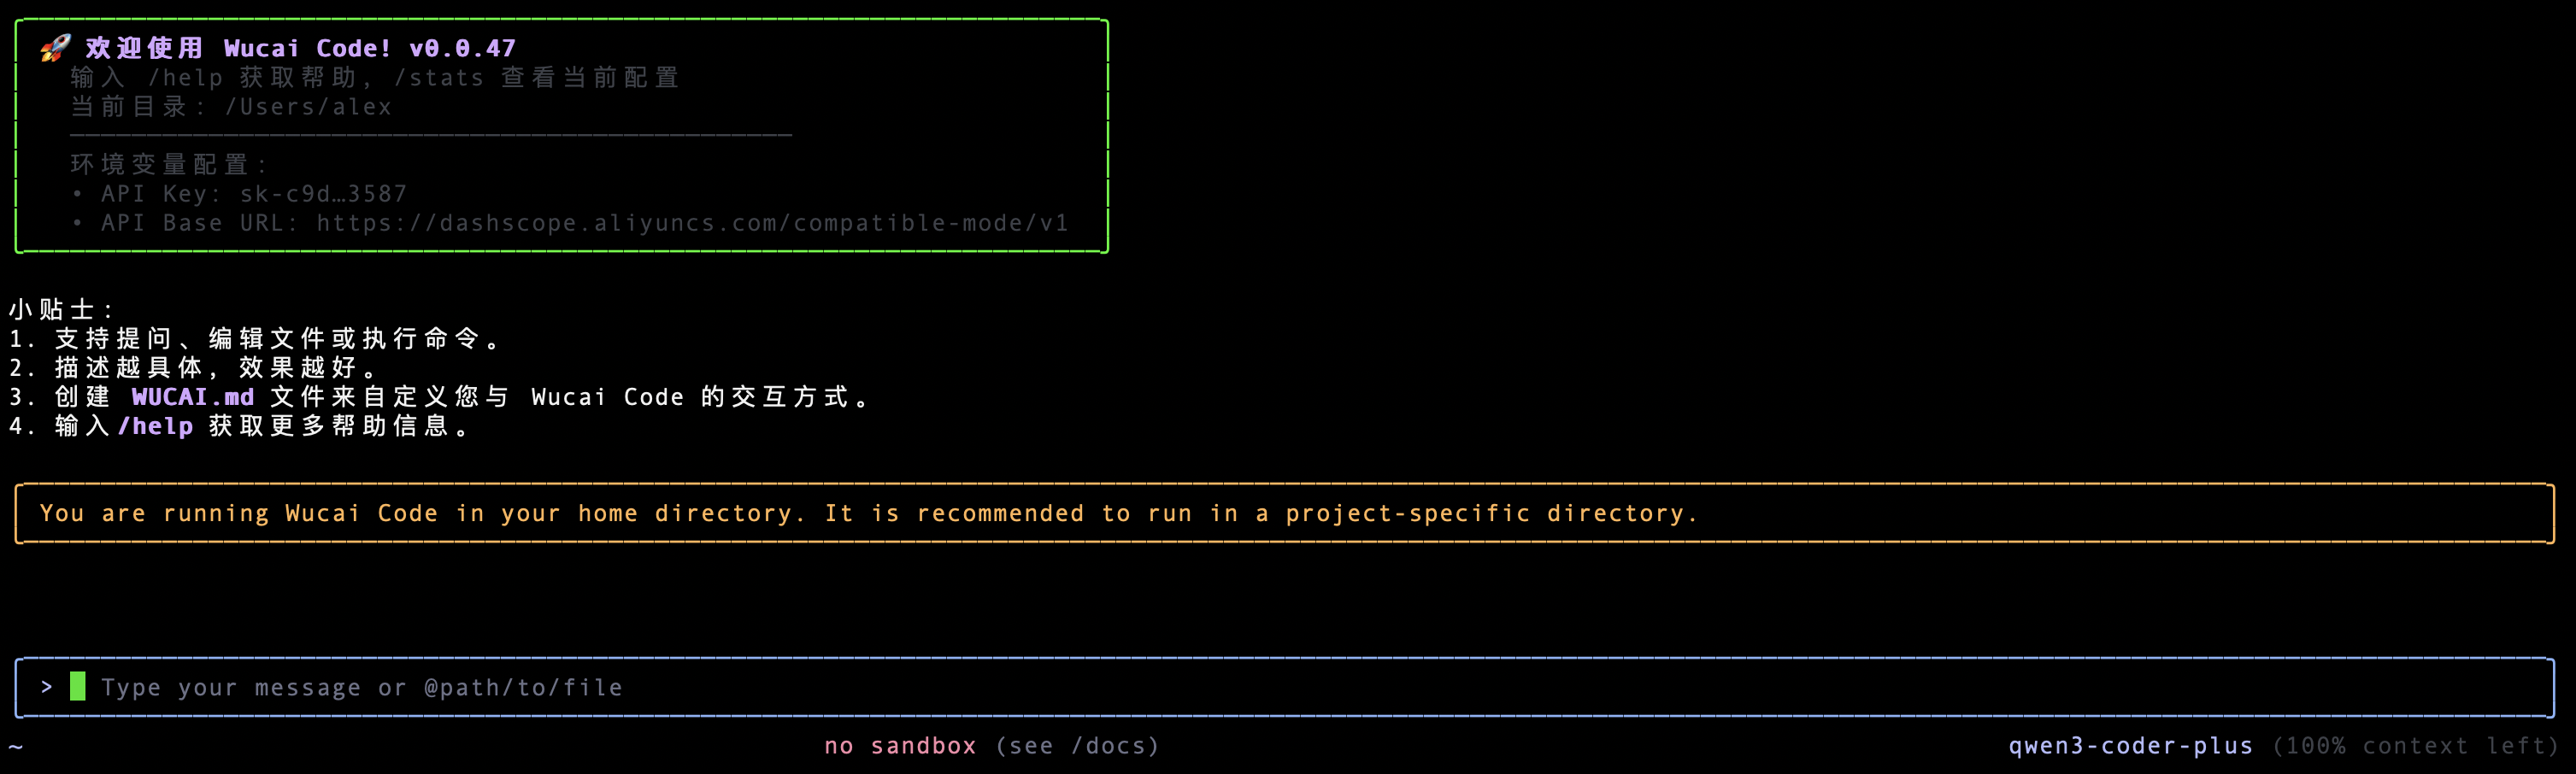 🚀 欢迎使用 Wucai Code! v0.0.47
输入 /help 获取帮助, /stats 查看当前配置
当前目录: /Users/alex
环境变量配置:
• API Key: sk-c9d…3587
• API Base URL: https://dashscope.aliyuncs.com/compatible-mode/v1
小贴士:
1. 支持提问、编辑文件或执行命令。
2. 描述越具体, 效果越好。
3. 创建 WUCAI.md 文件来自定义您与 Wucai Code 的交互方式。
4. 输入 /help 获取更多帮助信息。
You are running Wucai Code in your home directory. It is recommended to run in a project-specific directory.
> Type your message or @path/to/file
~ no sandbox (see /docs) qwen3-coder-plus (100% context left)